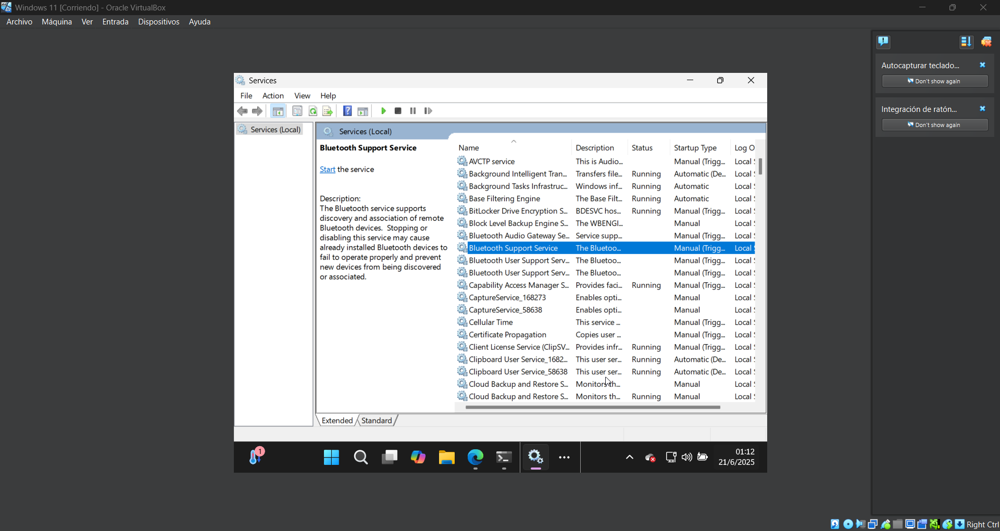 Windows 11 [Corriendo] - Oracle VirtualBox
Archivo Máquina Ver Entrada Dispositivos Ayuda
Autocapturar teclado...
Don't show again
Integración de ratón...
Don't show again
Services
File Action View Help
Services (Local)
Services (Local)
Bluetooth Support Service
Start the service
Description:
The Bluetooth service supports
discovery and association of remote
Bluetooth devices. Stopping or
disabling this service may cause
already installed Bluetooth devices to
fail to operate properly and prevent
new devices from being discovered
or associated.
Name Description Status Startup Type Log O
AVCTP service This is Audio... Manual (Trigg... Local
Background Intelligent Tran... Transfers file... Running Automatic (De... Local
Background Tasks Infrastruc... Windows inf... Running Automatic Local
Base Filtering Engine The Base Filt... Running Automatic Local
BitLocker Drive Encryption S... BDESVC hos... Running Manual (Trigg... Local
Block Level Backup Engine S... The WBENGI... Manual Local
Bluetooth Audio Gateway Se... Service supp... Manual (Trigg... Local
Bluetooth Support Service The Bluetoo... Manual (Trigg... Local
Bluetooth User Support Serv... The Bluetoo... Manual (Trigg... Local
Bluetooth User Support Serv... The Bluetoo... Manual (Trigg... Local
Capability Access Manager S... Provides faci... Running Manual (Trigg... Local
CaptureService_168273 Enables opti... Manual Local
CaptureService_58638 Enables opti... Manual Local
Cellular Time This service ... Manual (Trigg... Local
Certificate Propagation Copies user ... Manual (Trigg... Local
Client License Service (ClipSV... Provides infr... Running Manual (Trigg... Local
Clipboard User Service_1682... This user ser... Running Automatic (De... Local
Clipboard User Service_58638 This user ser... Running Automatic (De... Local
Cloud Backup and Restore S... Monitors th... Manual Local
Cloud Backup and Restore S... Monitors th... Running Manual Local
Extended Standard
1
01:12
21/6/2025
Right Ctrl